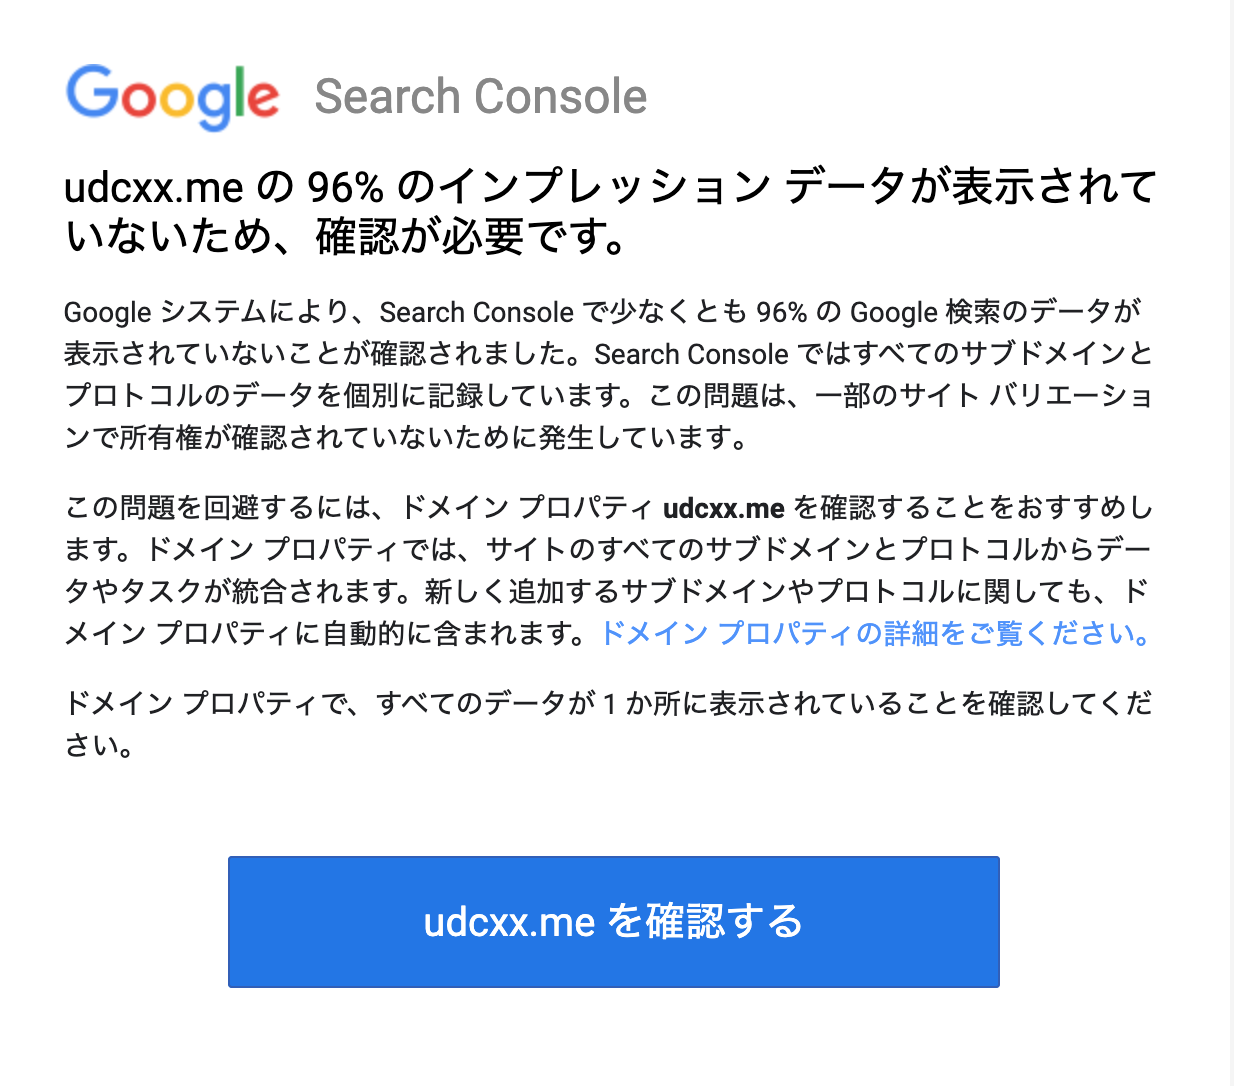 Google Search Console
udcxx.me の 96% のインプレッション データが表示されて
いないため、確認が必要です。
Google システムにより、Search Console で少なくとも 96% の Google 検索のデータが
表示されていないことが確認されました。Search Console ではすべてのサブドメインと
プロトコルのデータを個別に記録しています。この問題は、一部のサイト バリエーショ
ンで所有権が確認されていないために発生しています。
この問題を回避するには、ドメイン プロパティ udcxx.me を確認することをおすすめし
ます。ドメイン プロパティでは、サイトのすべてのサブドメインとプロトコルからデー
タやタスクが統合されます。新しく追加するサブドメインやプロトコルに関しても、ド
メイン プロパティに自動的に含まれます。ドメイン プロパティの詳細をご覧ください。
ドメイン プロパティで、すべてのデータが 1 か所に表示されていることを確認してくだ
さい。
udcxx.me を確認する